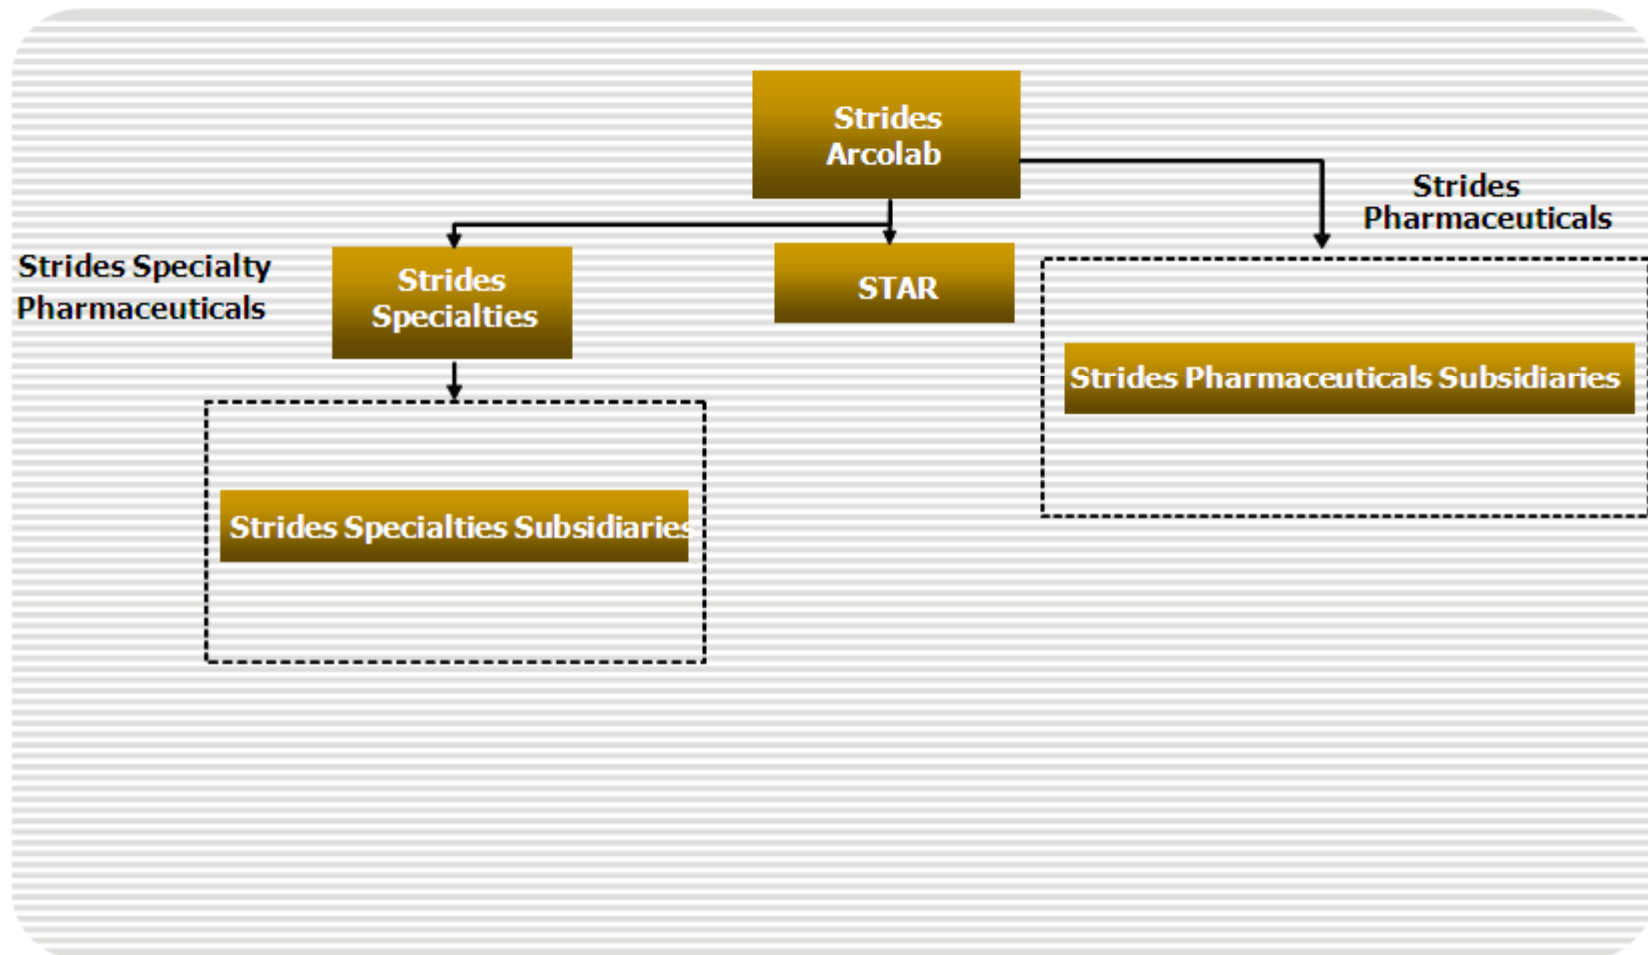 Strides
Arcolab
Strides
Pharmaceuticals
Strides Specialty
Pharmaceuticals
Strides
Specialties
STAR
Strides Pharmaceuticals Subsidiaries
Strides Specialties Subsidiaries